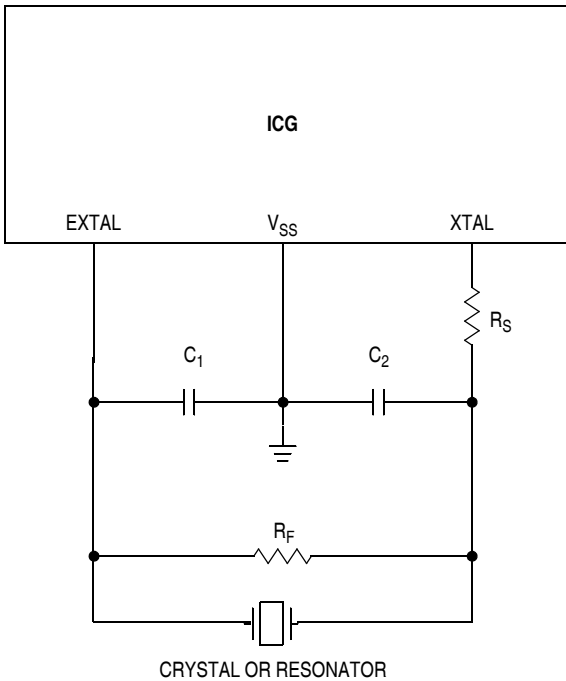 ICG
EXTAL
VSS
XTAL
RS
C1
C2
RF
CRYSTAL OR RESONATOR